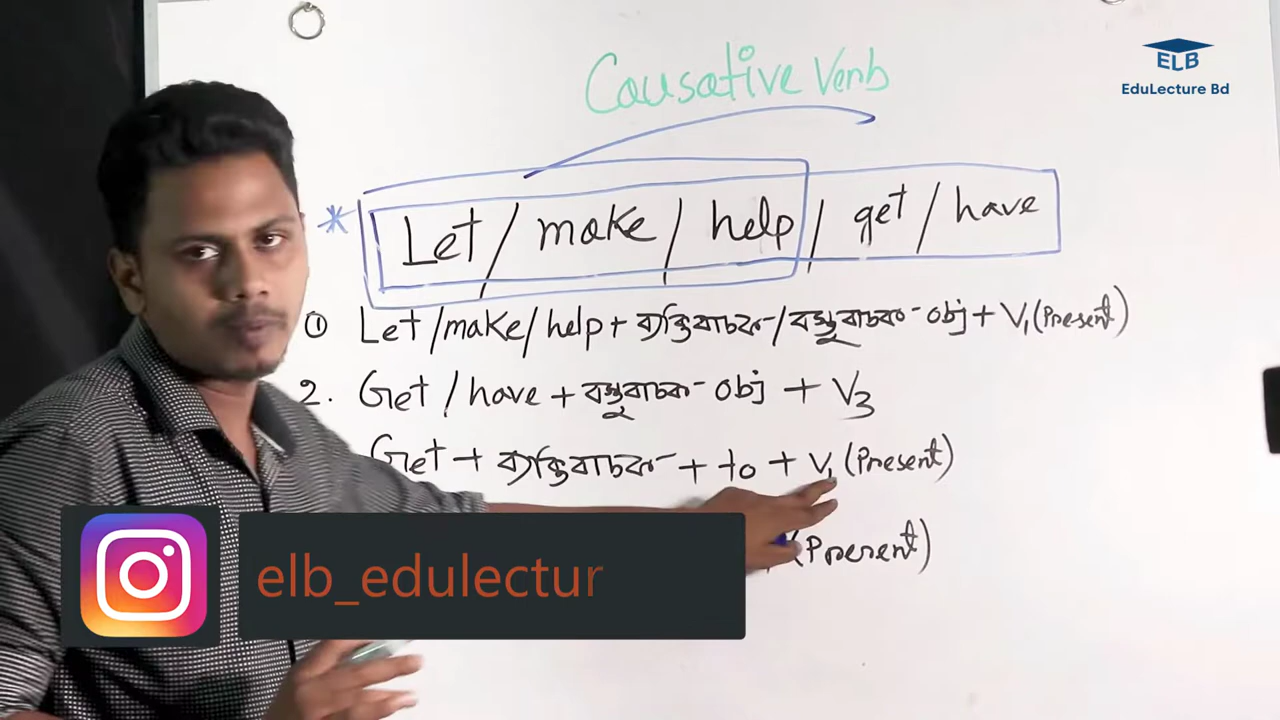 Causative Verb
ELB
EduLecture Bd
* Let / make / help / get / have
① Let /make/ help + ব্যক্তিবাচক / বস্তুবাচক - obj + V₁ (Present)
2. Get / have + বস্তুবাচক - obj + V₃
Get + ব্যক্তিবাচক + to + V₁ (Present)
(Present)
elb_edulectur